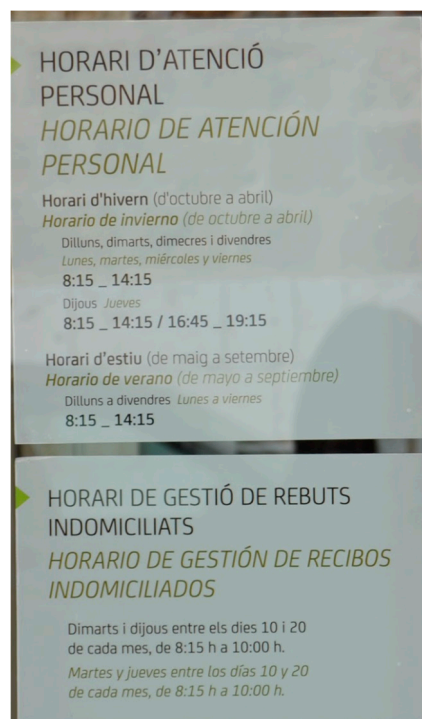 HORARI D'ATENCIÓ
PERSONAL
HORARIO DE ATENCIÓN
PERSONAL
Horari d'hivern (d'octubre a abril)
Horario de invierno (de octubre a abril)
Dilluns, dimarts, dimecres i divendres
Lunes, martes, miércoles y viernes
8:15 _ 14:15
Dijous Jueves
8:15 _ 14:15 / 16:45 _ 19:15
Horari d'estiu (de maig a setembre)
Horario de verano (de mayo a septiembre)
Dilluns a divendres Lunes a viernes
8:15 _ 14:15
HORARI DE GESTIÓ DE REBUTS
INDOMICILIATS
HORARIO DE GESTIÓN DE RECIBOS
INDOMICILIADOS
Dimarts i dijous entre els dies 10 i 20
de cada mes, de 8:15 h a 10:00 h.
Martes y jueves entre los días 10 y 20
de cada mes, de 8:15 h a 10:00 h.